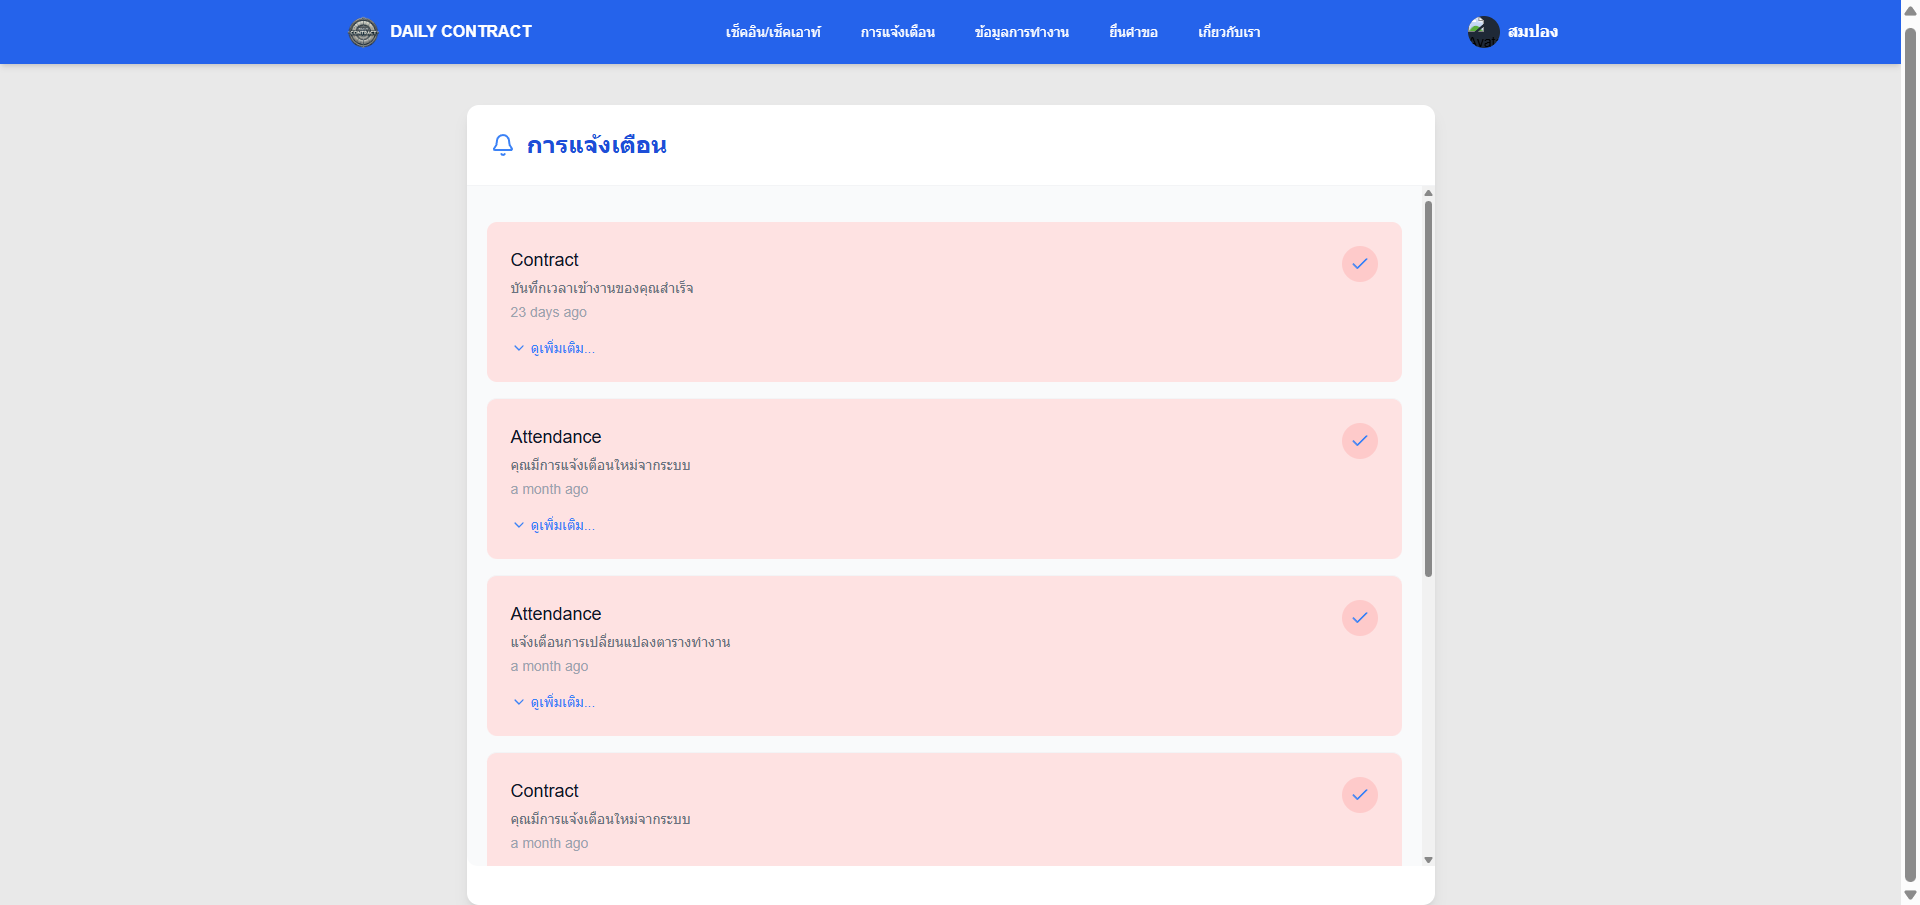 DAILY CONTRACT
เช็คอิน/เช็คเอาท์
การแจ้งเตือน
ข้อมูลการทำงาน
ยื่นคำขอ
เกี่ยวกับเรา
สมปอง
การแจ้งเตือน
Contract
บันทึกเวลาเข้างานของคุณสำเร็จ
23 days ago
ดูเพิ่มเติม...
Attendance
คุณมีการแจ้งเตือนใหม่จากระบบ
a month ago
ดูเพิ่มเติม...
Attendance
แจ้งเตือนการเปลี่ยนแปลงตารางทำงาน
a month ago
ดูเพิ่มเติม...
Contract
คุณมีการแจ้งเตือนใหม่จากระบบ
a month ago